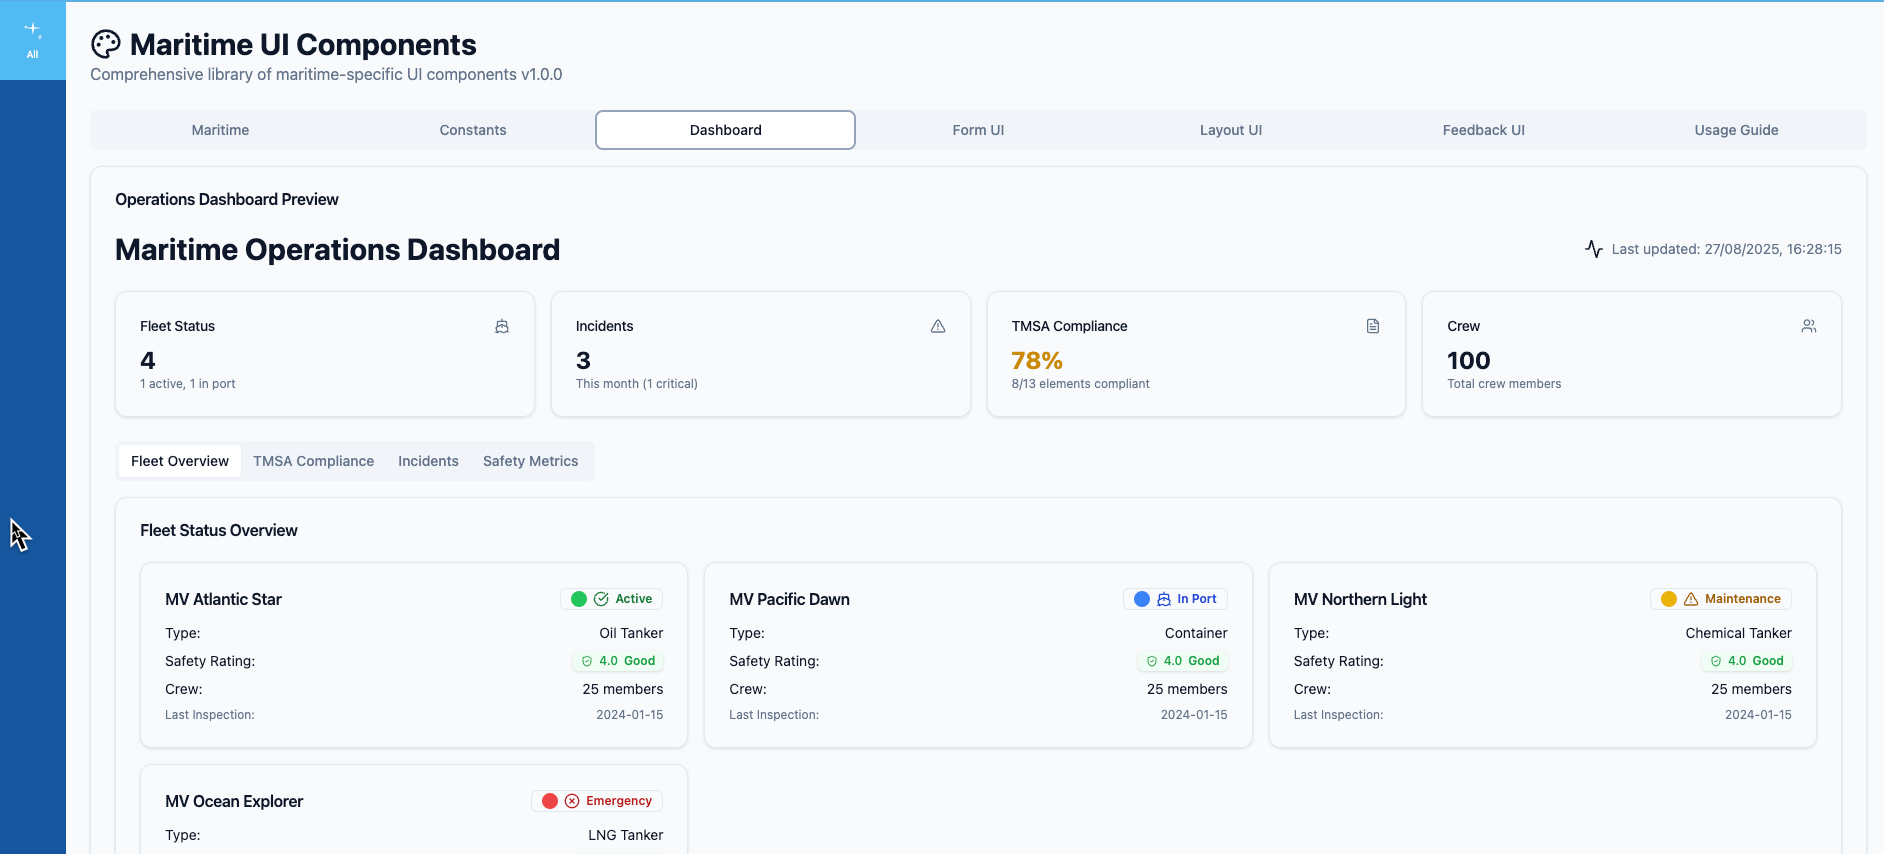 All
Maritime UI Components
Comprehensive library of maritime-specific UI components v1.0.0
Maritime Constants Dashboard Form UI Layout UI Feedback UI Usage Guide
Operations Dashboard Preview
Maritime Operations Dashboard
Last updated: 27/08/2025, 16:28:15
Fleet Status
4
1 active, 1 in port
Incidents
3
This month (1 critical)
TMSA Compliance
78%
8/13 elements compliant
Crew
100
Total crew members
Fleet Overview TMSA Compliance Incidents Safety Metrics
Fleet Status Overview
MV Atlantic Star Active
Type: Oil Tanker
Safety Rating: 4.0 Good
Crew: 25 members
Last Inspection: 2024-01-15
MV Pacific Dawn In Port
Type: Container
Safety Rating: 4.0 Good
Crew: 25 members
Last Inspection: 2024-01-15
MV Northern Light Maintenance
Type: Chemical Tanker
Safety Rating: 4.0 Good
Crew: 25 members
Last Inspection: 2024-01-15
MV Ocean Explorer Emergency
Type: LNG Tanker